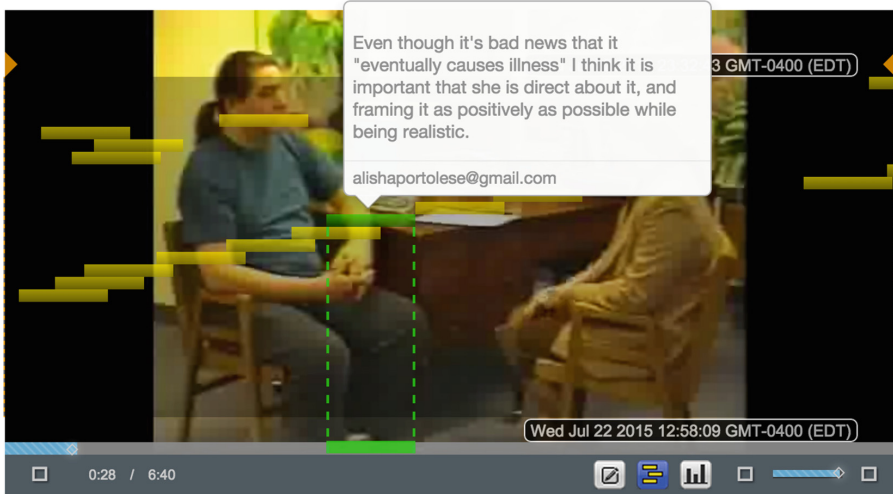 Even though it's bad news that it
"eventually causes illness" I think it is
important that she is direct about it, and
framing it as positively as possible while
being realistic.
alishaportolese@gmail.com
3 GMT-0400 (EDT)
Wed Jul 22 2015 12:58:09 GMT-0400 (EDT)
0:28 / 6:40